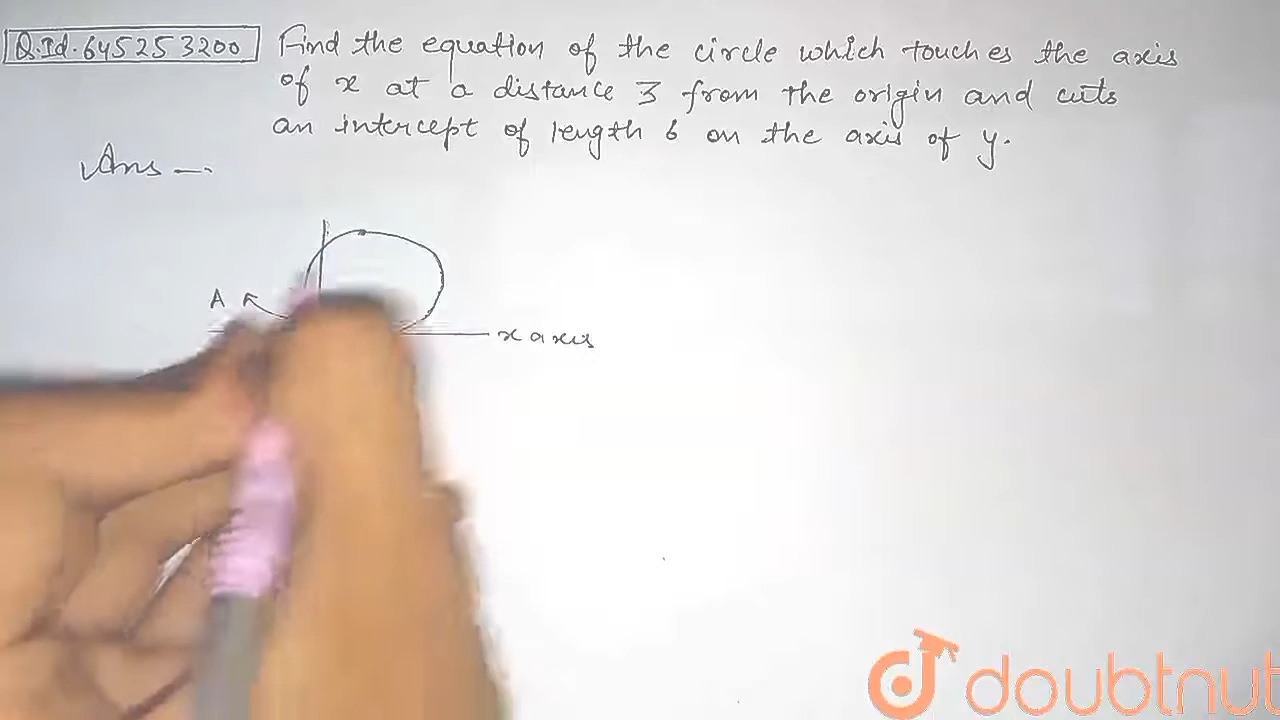 Q.Id.645253200 Find the equation of the circle which touches the axis
of x at a distance 3 from the origin and cuts
an intercept of length 6 on the axis of y.
Ans —.
A
x axis
doubtnut